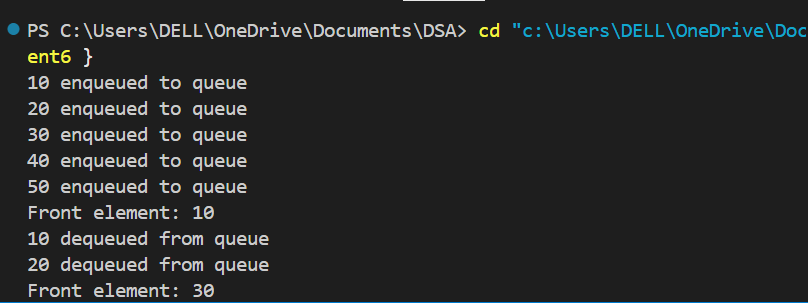 PS C:\Users\DELL\OneDrive\Documents\DSA> cd "c:\Users\DELL\OneDrive\Doc
ent6 }
10 enqueued to queue
20 enqueued to queue
30 enqueued to queue
40 enqueued to queue
50 enqueued to queue
Front element: 10
10 dequeued from queue
20 dequeued from queue
Front element: 30